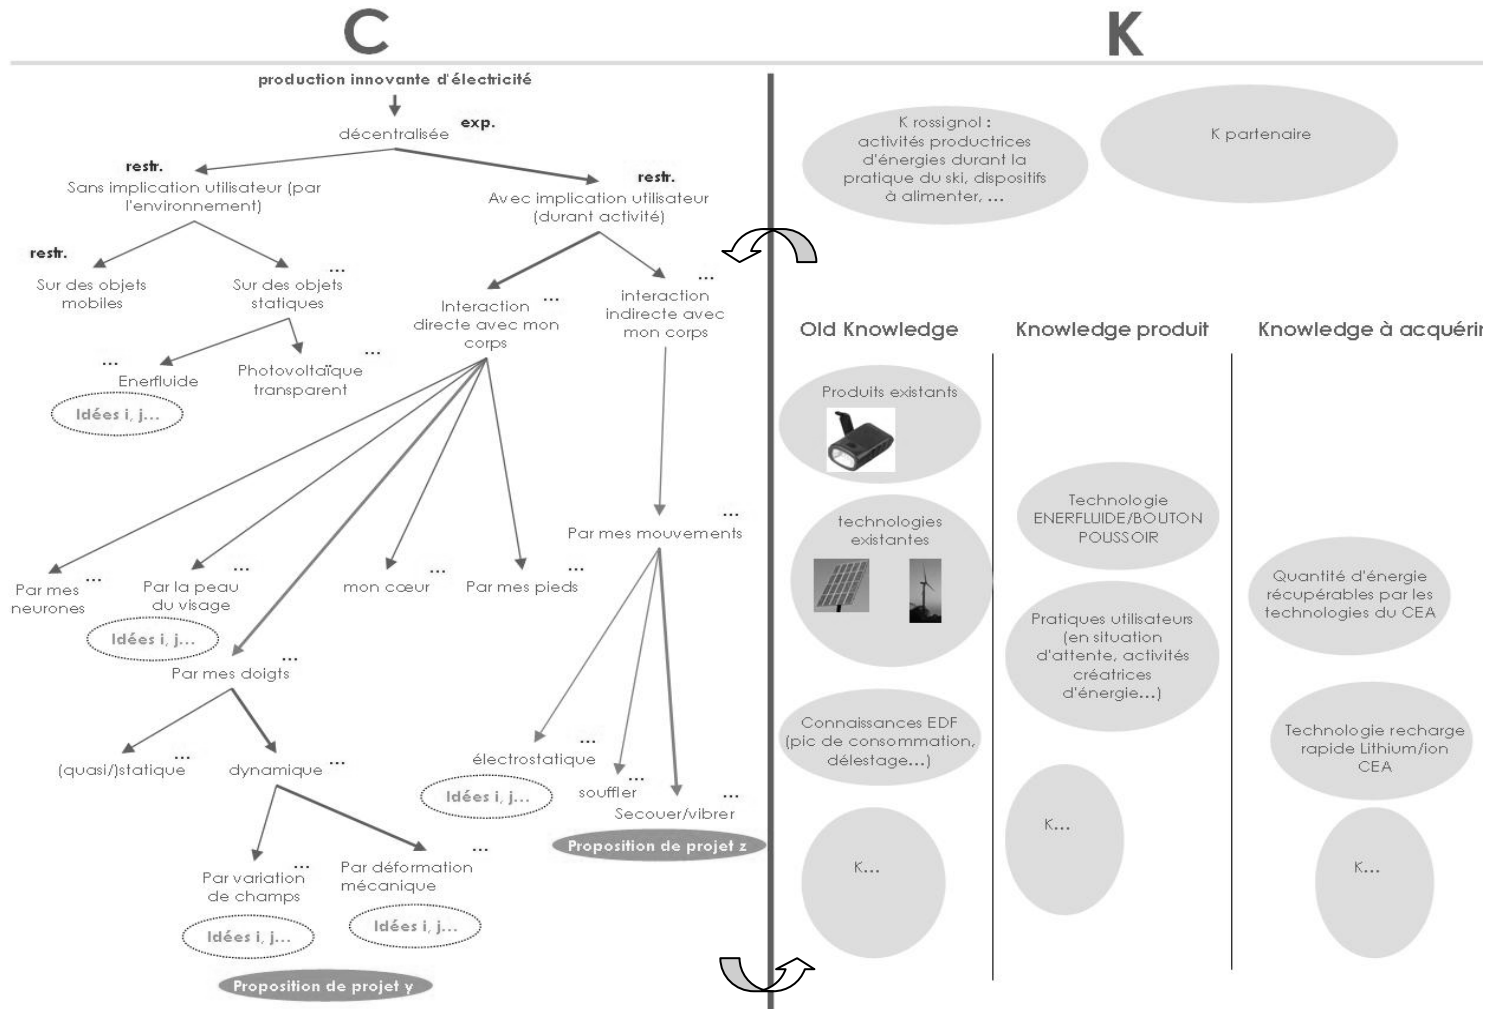 C
K
production innovante d'électricité
décentralisée
exp.
restr.
Sans implication utilisateur (par
l'environnement)
restr.
Avec implication utilisateur
(durant activité)
restr.
Sur des objets
mobiles
...
Sur des objets
statiques
...
Interaction
directe avec mon
corps
...
interaction
indirecte avec
mon corps
...
Enerfluide
Idées i, j...
...
Photovoltaïque
transparent
...
Par mes mouvements
...
Par mes
neurones
...
Par la peau
du visage
Idées i, j...
...
mon cœur
...
Par mes pieds
...
Par mes doigts
...
(quasi/)statique
...
dynamique
...
électrostatique
Idées i, j...
...
souffler
...
Secouer/vibrer
Proposition de projet z
...
Par variation
de champs
Idées i, j...
...
Par déformation
mécanique
Idées i, j...
Proposition de projet y
K rossignol :
activités productrices
d'énergies durant la
pratique du ski, dispositifs
à alimenter, ...
K partenaire
Old Knowledge
Knowledge produit
Knowledge à acquérir
Produits existants
technologies
existantes
Connaissances EDF
(pic de consommation,
délestage...)
K...
Technologie
ENERFLUIDE/BOUTON
POUSSOIR
Pratiques utilisateurs
(en situation
d'attente, activités
créatrices
d'énergie...)
K...
Quantité d'énergie
récupérables par les
technologies du CEA
Technologie recharge
rapide Lithium/ion
CEA
K...